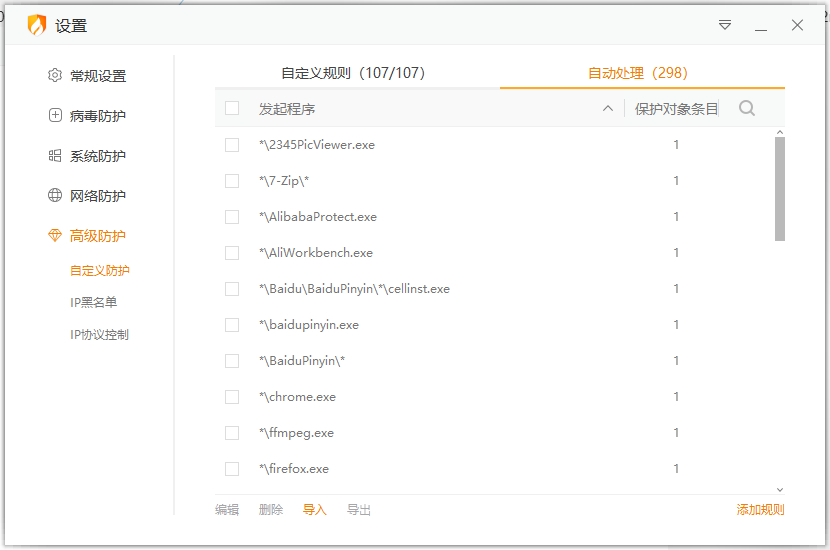 设置
常规设置
病毒防护
系统防护
网络防护
高级防护
自定义防护
IP黑名单
IP协议控制
自定义规则（107/107）
自动处理（298）
发起程序
保护对象条目
*\2345PicViewer.exe 1
*\7-Zip\* 1
*\AlibabaProtect.exe 1
*\AliWorkbench.exe 1
*\Baidu\BaiduPinyin\*\cellinst.exe 1
*\baidupinyin.exe 1
*\BaiduPinyin\* 1
*\chrome.exe 1
*\ffmpeg.exe 1
*\firefox.exe 1
编辑 删除 导入 导出 添加规则